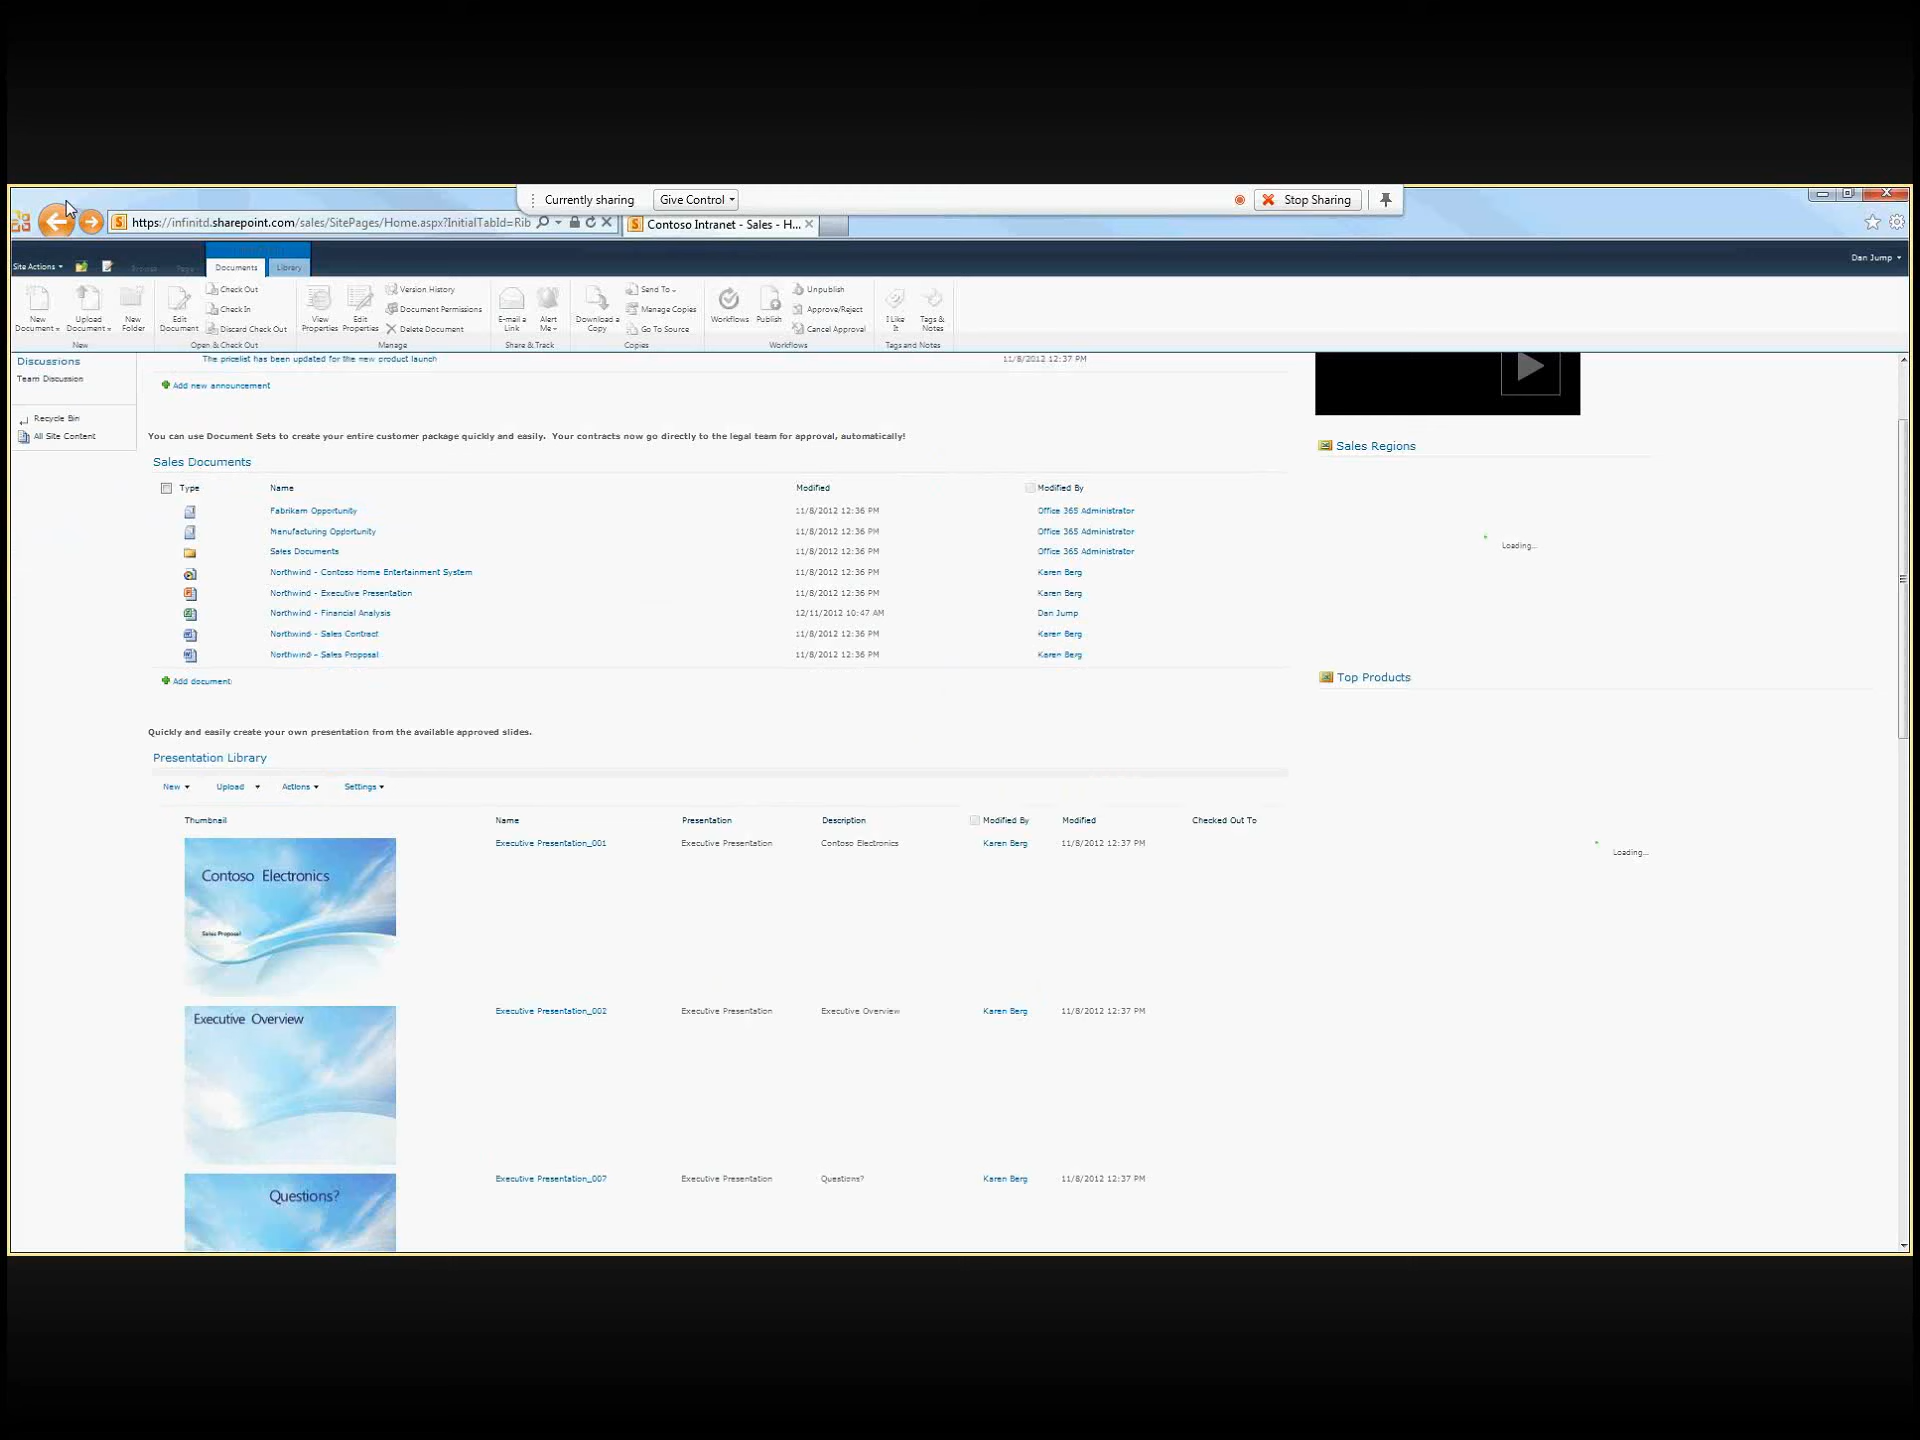 Currently sharing Give Control Stop Sharing
https://infinitd.sharepoint.com/sales/SitePages/Home.aspx?InitialTabId=Rib Contoso Intranet - Sales - H...
Site Actions Documents Library Dan Jump
New Document Upload Document New Folder
New
Edit Document Check Out Check In Discard Check Out
Open & Check Out
View Properties Edit Properties Version History Document Permissions Delete Document
Manage
E-mail a Link Alert Me
Share & Track
Download a Copy Send To Manage Copies Go To Source
Copies
Workflows Publish Unpublish Approve/Reject Cancel Approval
Workflows
I Like It Tags & Notes
Tags and Notes
Discussions
Team Discussion
Recycle Bin
All Site Content
The pricelist has been updated for the new product launch 11/8/2012 12:37 PM
Add new announcement
You can use Document Sets to create your entire customer package quickly and easily. Your contracts now go directly to the legal team for approval, automatically!
Sales Documents
Type Name Modified Modified By
Fabrikam Opportunity 11/8/2012 12:36 PM Office 365 Administrator
Manufacturing Opportunity 11/8/2012 12:36 PM Office 365 Administrator
Sales Documents 11/8/2012 12:36 PM Office 365 Administrator
Northwind - Contoso Home Entertainment System 11/8/2012 12:36 PM Karen Berg
Northwind - Executive Presentation 11/8/2012 12:36 PM Karen Berg
Northwind - Financial Analysis 12/11/2012 10:47 AM Dan Jump
Northwind - Sales Contract 11/8/2012 12:36 PM Karen Berg
Northwind - Sales Proposal 11/8/2012 12:36 PM Karen Berg
Add document
Quickly and easily create your own presentation from the available approved slides.
Presentation Library
New Upload Actions Settings
Thumbnail Name Presentation Description Modified By Modified Checked Out To
Contoso Electronics
Sales Proposal
Executive Presentation_001 Executive Presentation Contoso Electronics Karen Berg 11/8/2012 12:37 PM
Executive Overview
Executive Presentation_002 Executive Presentation Executive Overview Karen Berg 11/8/2012 12:37 PM
Questions?
Executive Presentation_007 Executive Presentation Questions? Karen Berg 11/8/2012 12:37 PM
Sales Regions
Loading...
Top Products
Loading...